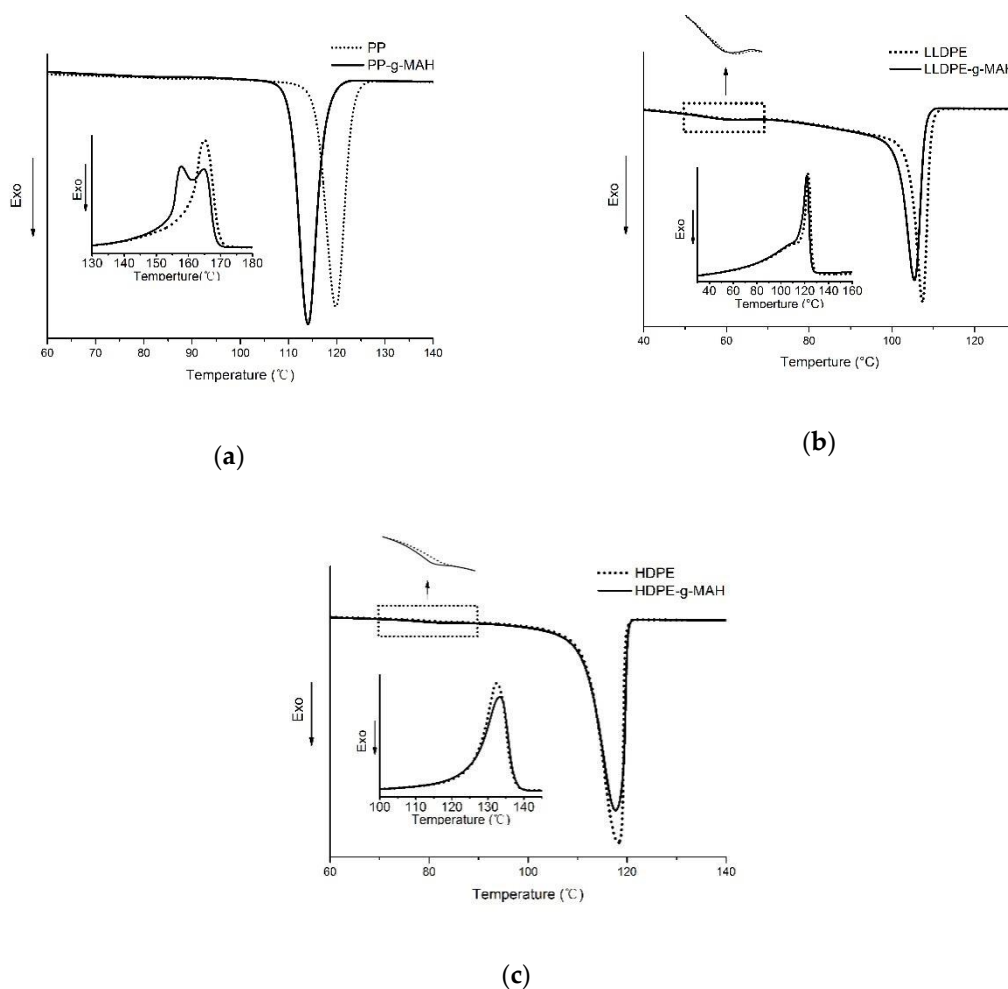 PP
PP-g-MAH
Exo
Exo
130 140 150 160 170 180
Temperture(℃)
60 70 80 90 100 110 120 130 140
Temperature (℃)
(a)
LLDPE
LLDPE-g-MAH
Exo
Exo
40 60 80 100 120 140 160
Temperture (°C)
40 60 80 100 120
Temperture (°C)
(b)
HDPE
HDPE-g-MAH
Exo
Exo
100 110 120 130 140
Temperature (℃)
60 80 100 120 140
Temperature (℃)
(c)